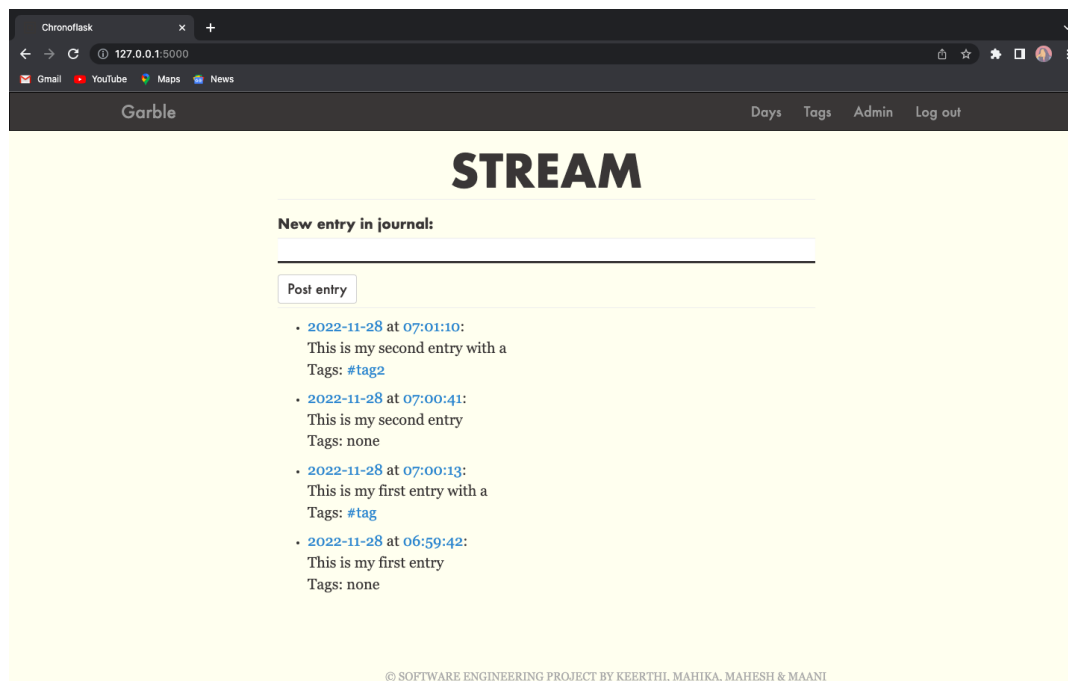 Chronoflask
127.0.0.1:5000
Gmail YouTube Maps News
Garble Days Tags Admin Log out
STREAM
New entry in journal:
Post entry
2022-11-28 at 07:01:10:
This is my second entry with a
Tags: #tag2
2022-11-28 at 07:00:41:
This is my second entry
Tags: none
2022-11-28 at 07:00:13:
This is my first entry with a
Tags: #tag
2022-11-28 at 06:59:42:
This is my first entry
Tags: none
© SOFTWARE ENGINEERING PROJECT BY KEERTHI, MAHIKA, MAHESH & MAANI